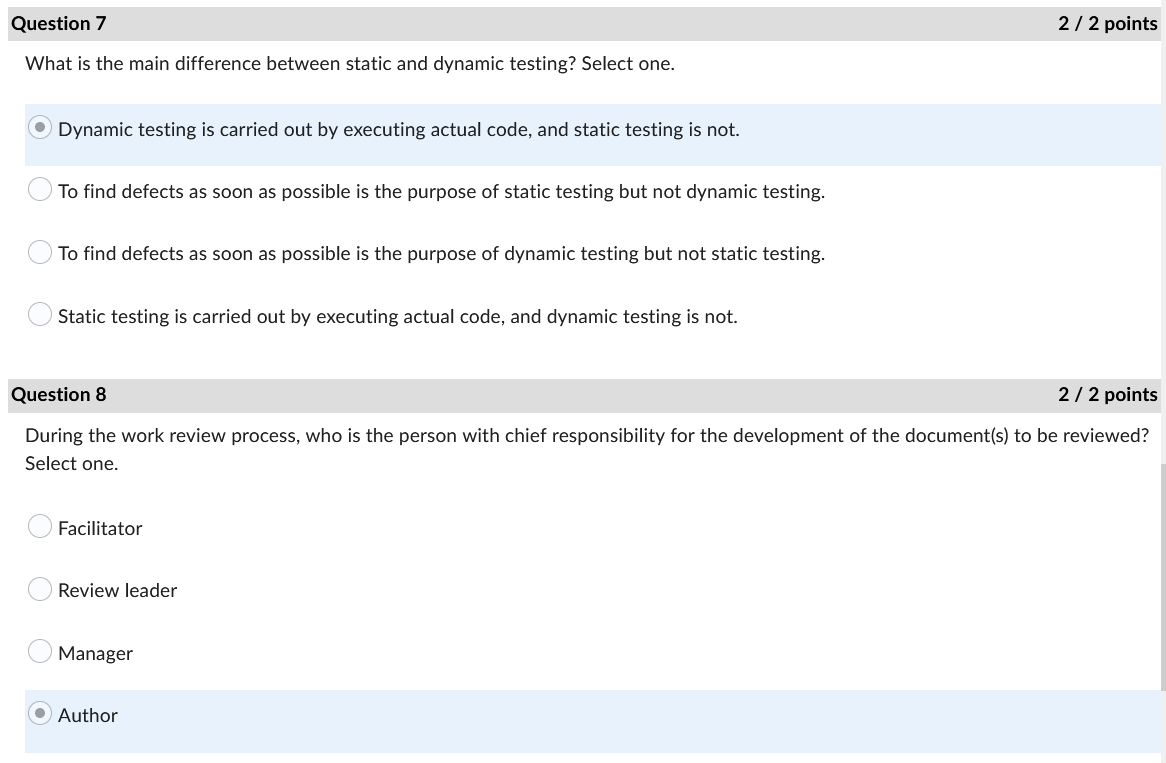 Question 7 2 / 2 points
What is the main difference between static and dynamic testing? Select one.
Dynamic testing is carried out by executing actual code, and static testing is not.
To find defects as soon as possible is the purpose of static testing but not dynamic testing.
To find defects as soon as possible is the purpose of dynamic testing but not static testing.
Static testing is carried out by executing actual code, and dynamic testing is not.
Question 8 2 / 2 points
During the work review process, who is the person with chief responsibility for the development of the document(s) to be reviewed?
Select one.
Facilitator
Review leader
Manager
Author